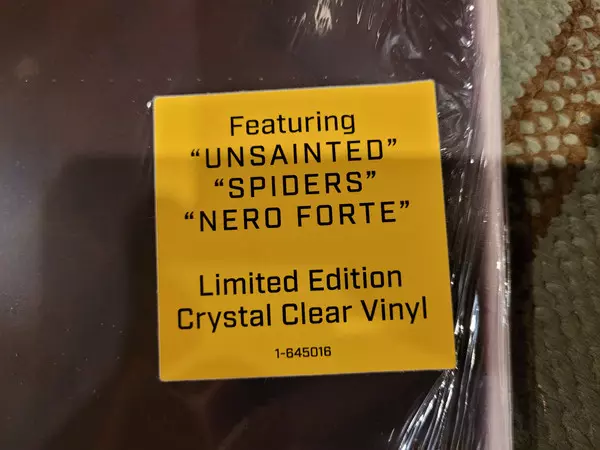 Featuring
“UNSAINTED”
“SPIDERS”
“NERO FORTE”
Limited Edition
Crystal Clear Vinyl
1-645016